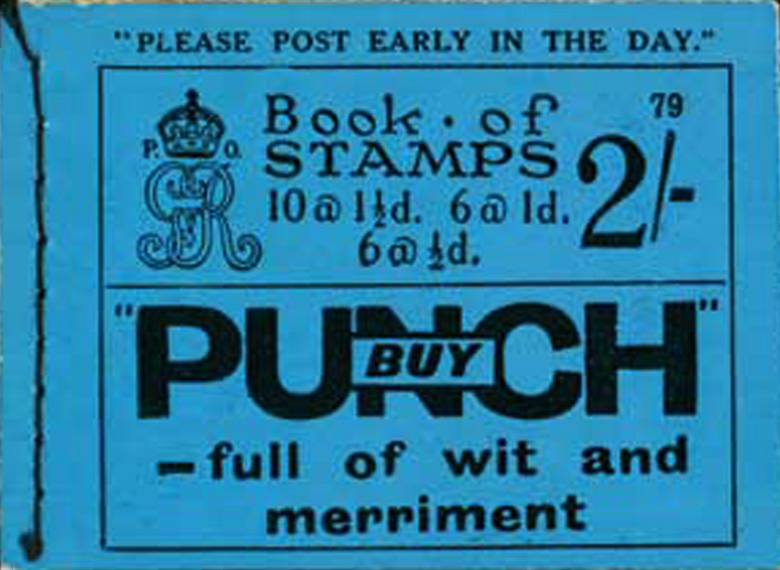 "PLEASE POST EARLY IN THE DAY."
P. O.
GR
Book · of
STAMPS
79
2/-
10 @ 1½d. 6 @ 1d.
6 @ ½d.
"PUNCH"
BUY
-full of wit and
merriment